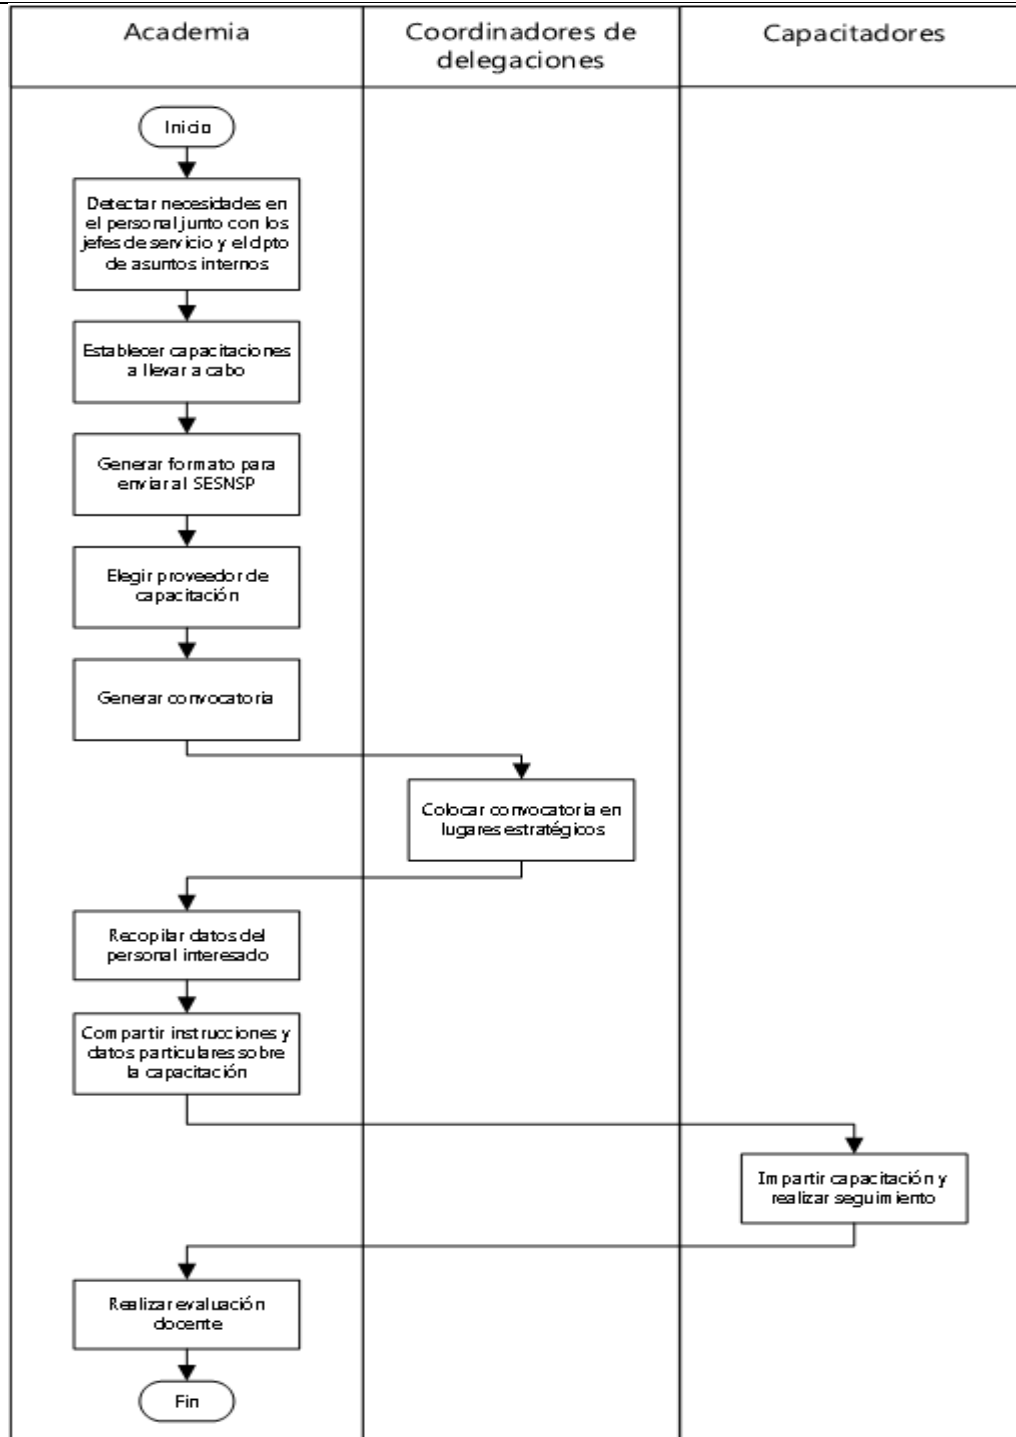 Academia
Coordinadores de
delegaciones
Capacitadores
Inicio
Detectar necesidades en
el personal junto con los
jefes de servicio y el dpto
de asuntos internos
Establecer capacitaciones
a llevar a cabo
Generar formato para
enviar al SESNSP
Elegir proveedor de
capacitación
Generar convocatoria
Colocar convocatoria en
lugares estratégicos
Recopilar datos del
personal interesado
Compartir instrucciones y
datos particulares sobre
la capacitación
Impartir capacitación y
realizar seguimiento
Realizar evaluación
docente
Fin